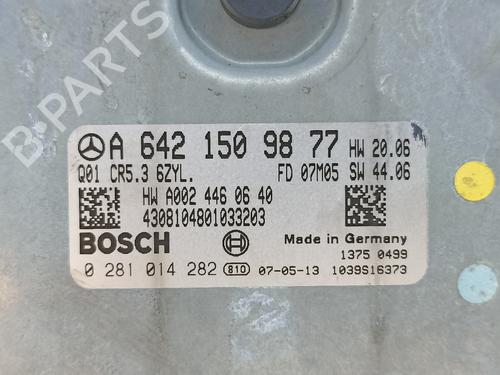 A 642 150 98 77 HW 20.06
Q01 CR5.3 6ZYL. FD 07M05 SW 44.06
HW A002 446 06 40
4308104801033203
BOSCH
Made in Germany
1375 0499
0 281 014 282 810 07-05-13 1039S16373